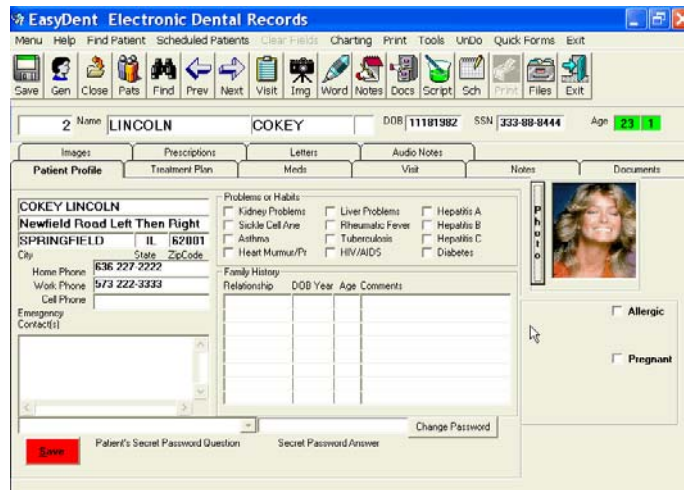 EasyDent Electronic Dental Records
Menu Help Find Patient Scheduled Patients Clear Fields Charting Print Tools UnDo Quick Forms Exit
Save Gen Close Pats Find Prev Next Visit Img Word Notes Docs Script Sch Print Files Exit
2 Name LINCOLN COKEY DOB 11181982 SSN 333-88-8444 Age 23 1
Images Prescriptions Letters Audio Notes
Patient Profile Treatment Plan Meds Visit Notes Documents
COKEY LINCOLN
Newfield Road Left Then Right
SPRINGFIELD IL 62001
City State ZipCode
Home Phone 636 227-2222
Work Phone 573 222-3333
Cell Phone
Emergency
Contact(s)
Problems or Habits
Kidney Problems Liver Problems Hepatitis A
Sickle Cell Ane Rheumatic Fever Hepatitis B
Asthma Tuberculosis Hepatitis C
Heart Murmur/Pr HIV/AIDS Diabetes
Family History
Relationship DOB Year Age Comments
Photo
Allergic
Pregnant
Change Password
Save Patient's Secret Password Question Secret Password Answer